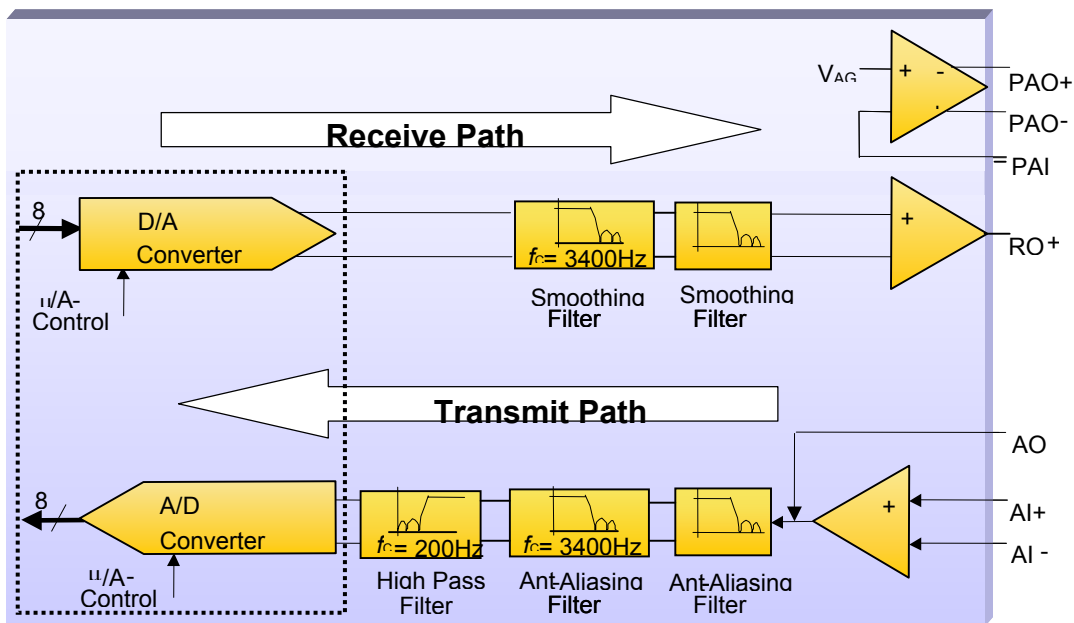 VAG
+ -
PAO+
PAO-
PAI
Receive Path
8
D/A
Converter
μ/A-
Control
fC= 3400Hz
Smoothing
Filter
Smoothing
Filter
+
RO+
Transmit Path
AO
8
A/D
Converter
μ/A-
Control
fC= 200Hz
High Pass
Filter
fC= 3400Hz
Ant-Aliasing
Filter
Ant-Aliasing
Filter
+
AI+
AI -